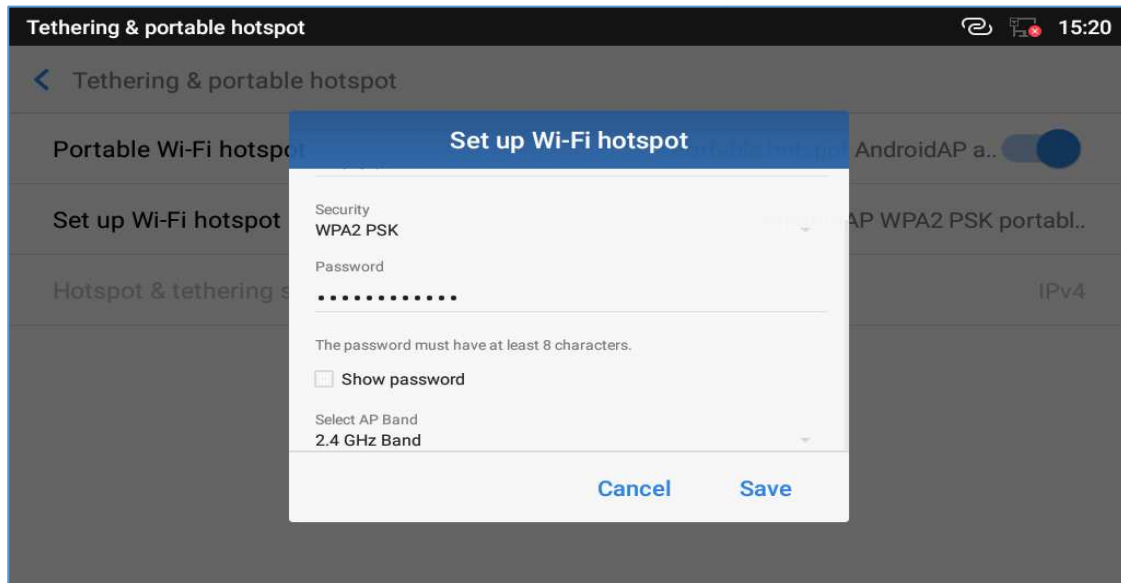 Tethering & portable hotspot
15:20
Tethering & portable hotspot
Set up Wi-Fi hotspot
Portable Wi-Fi hotspo
hotspot AndroidAP a..
Security
WPA2 PSK
Set up Wi-Fi hotspot
AP WPA2 PSK portabl..
Password
••••••••••••
Hotspot & tethering s
IPv4
The password must have at least 8 characters.
Show password
Select AP Band
2.4 GHz Band
Cancel
Save